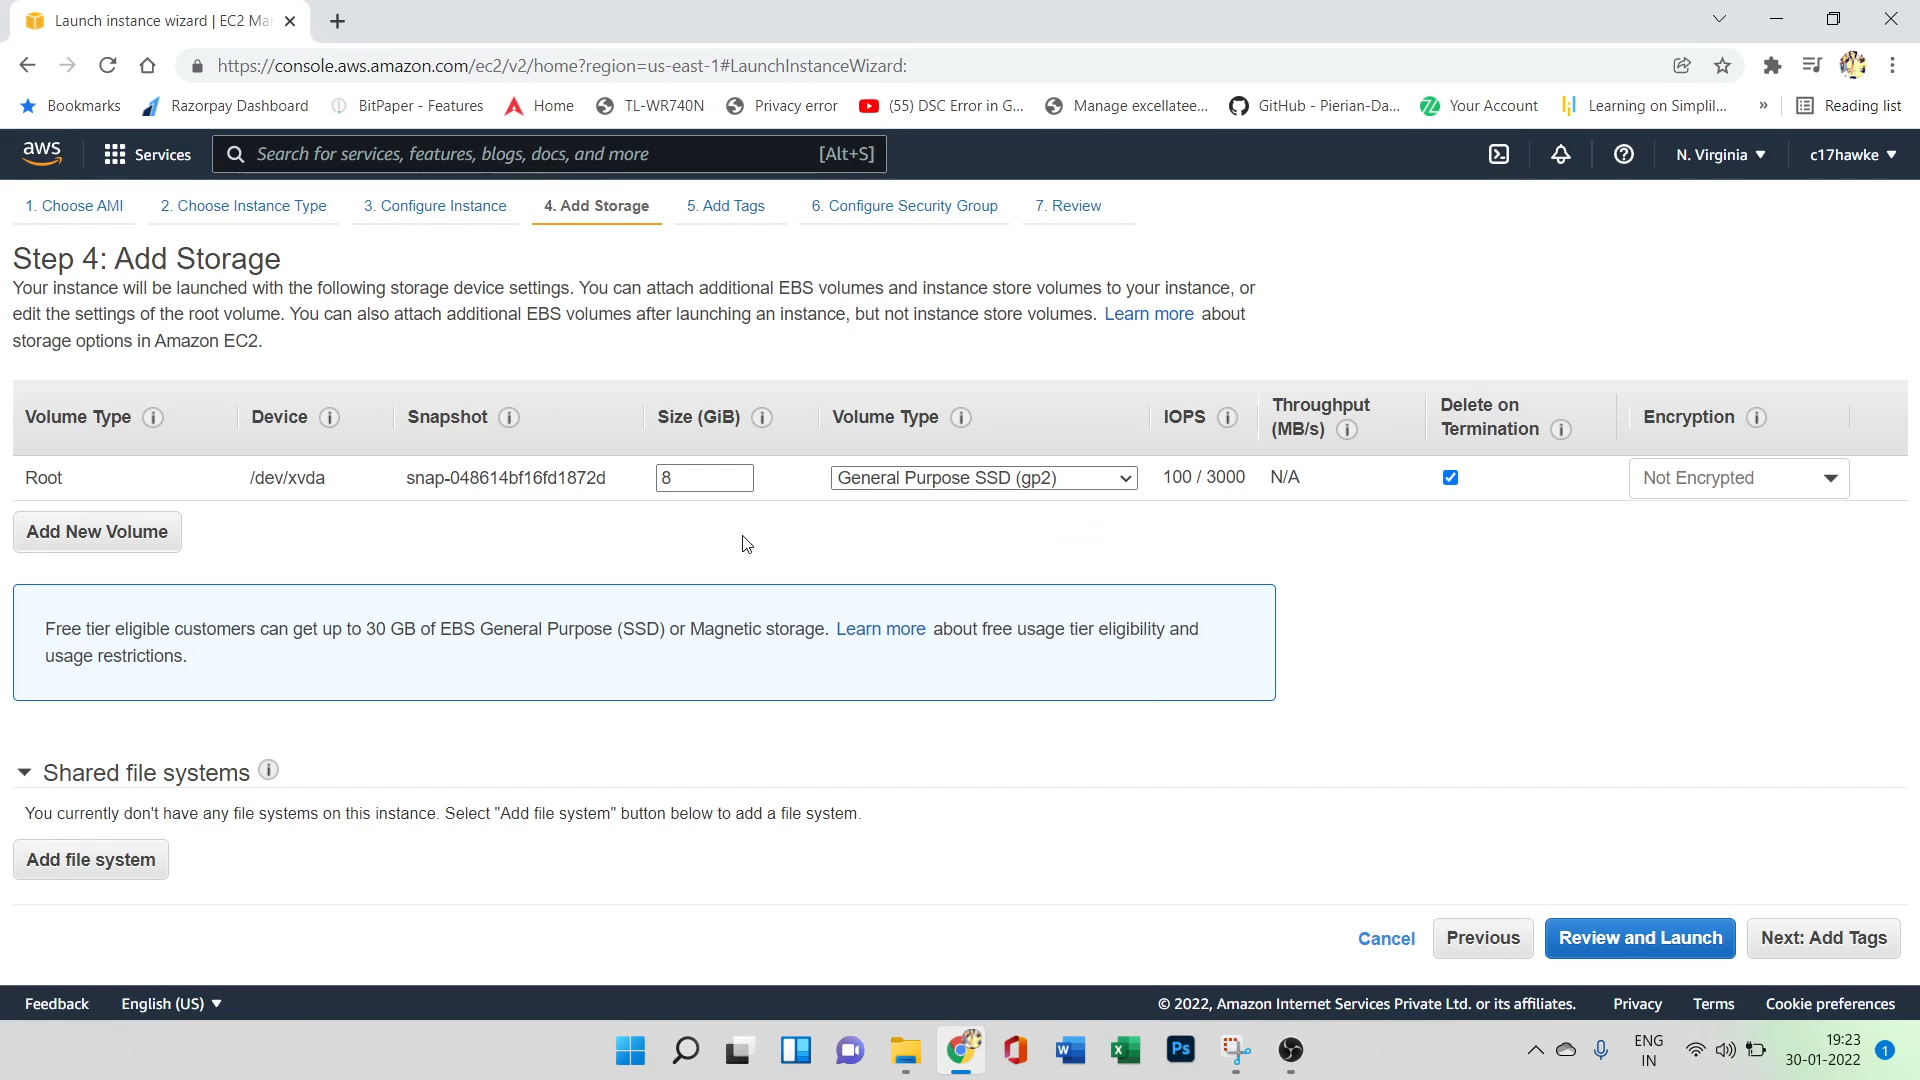 Launch instance wizard | EC2 Ma
https://console.aws.amazon.com/ec2/v2/home?region=us-east-1#LaunchInstanceWizard:
Bookmarks Razorpay Dashboard BitPaper - Features Home TL-WR740N Privacy error (55) DSC Error in G... Manage excellatee... GitHub - Pierian-Da... Your Account Learning on Simplil... » Reading list
aws Services Search for services, features, blogs, docs, and more [Alt+S] N. Virginia c17hawke
1. Choose AMI 2. Choose Instance Type 3. Configure Instance 4. Add Storage 5. Add Tags 6. Configure Security Group 7. Review
Step 4: Add Storage
Your instance will be launched with the following storage device settings. You can attach additional EBS volumes and instance store volumes to your instance, or
edit the settings of the root volume. You can also attach additional EBS volumes after launching an instance, but not instance store volumes. Learn more about
storage options in Amazon EC2.
Volume Type Device Snapshot Size (GiB) Volume Type IOPS Throughput (MB/s) Delete on Termination Encryption
Root /dev/xvda snap-048614bf16fd1872d 8 General Purpose SSD (gp2) 100 / 3000 N/A Not Encrypted
Add New Volume
Free tier eligible customers can get up to 30 GB of EBS General Purpose (SSD) or Magnetic storage. Learn more about free usage tier eligibility and
usage restrictions.
Shared file systems
You currently don't have any file systems on this instance. Select "Add file system" button below to add a file system.
Add file system
Cancel Previous Review and Launch Next: Add Tags
Feedback English (US) © 2022, Amazon Internet Services Private Ltd. or its affiliates. Privacy Terms Cookie preferences
ENG 19:23
IN 30-01-2022 1